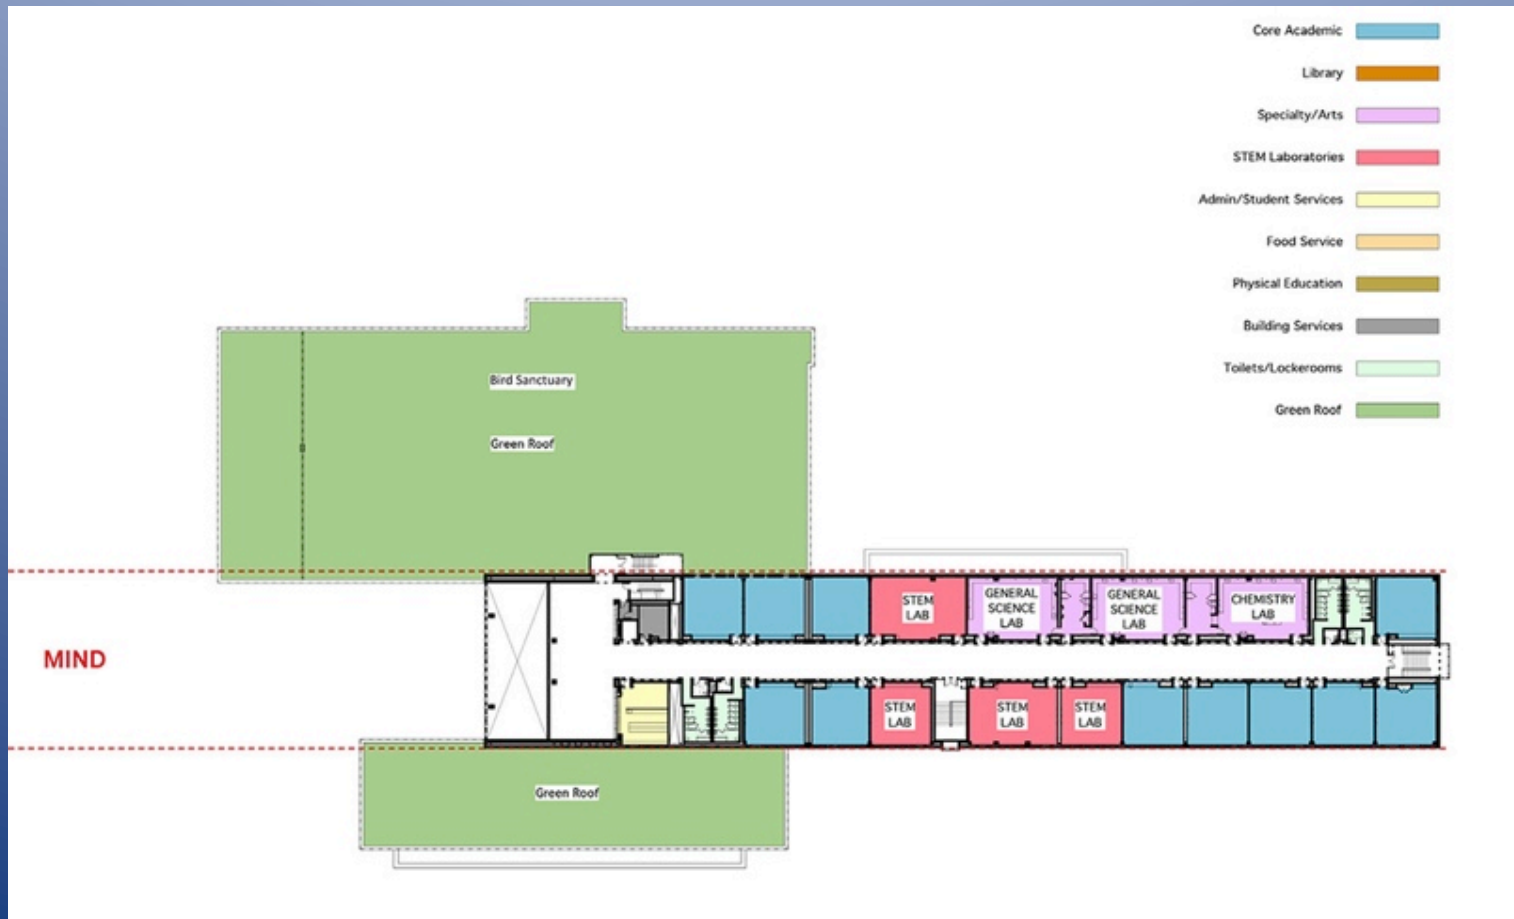 Core Academic
Library
Specialty/Arts
STEM Laboratories
Admin/Student Services
Food Service
Physical Education
Building Services
Toilets/Lockerooms
Green Roof
Bird Sanctuary
Green Roof
MIND
STEM
LAB
GENERAL
SCIENCE
LAB
GENERAL
SCIENCE
LAB
CHEMISTRY
LAB
STEM
LAB
STEM
LAB
STEM
LAB
Green Roof